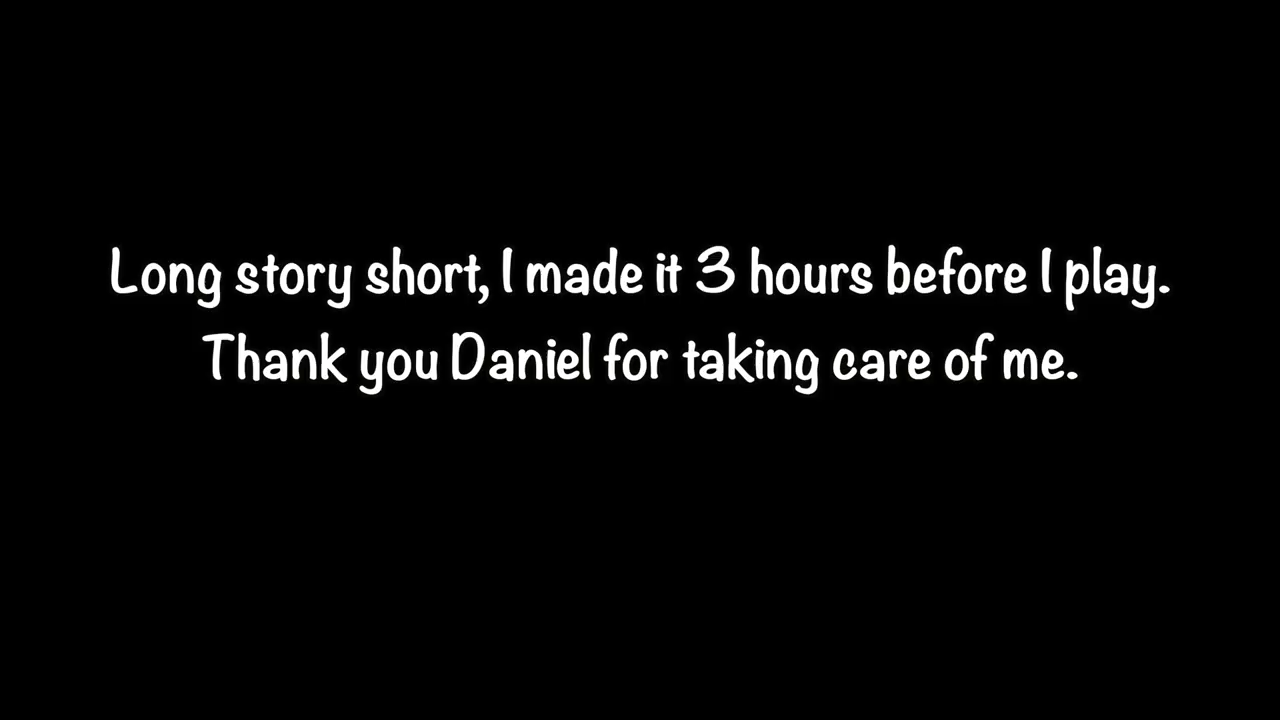 Long story short, I made it 3 hours before I play.
Thank you Daniel for taking care of me.